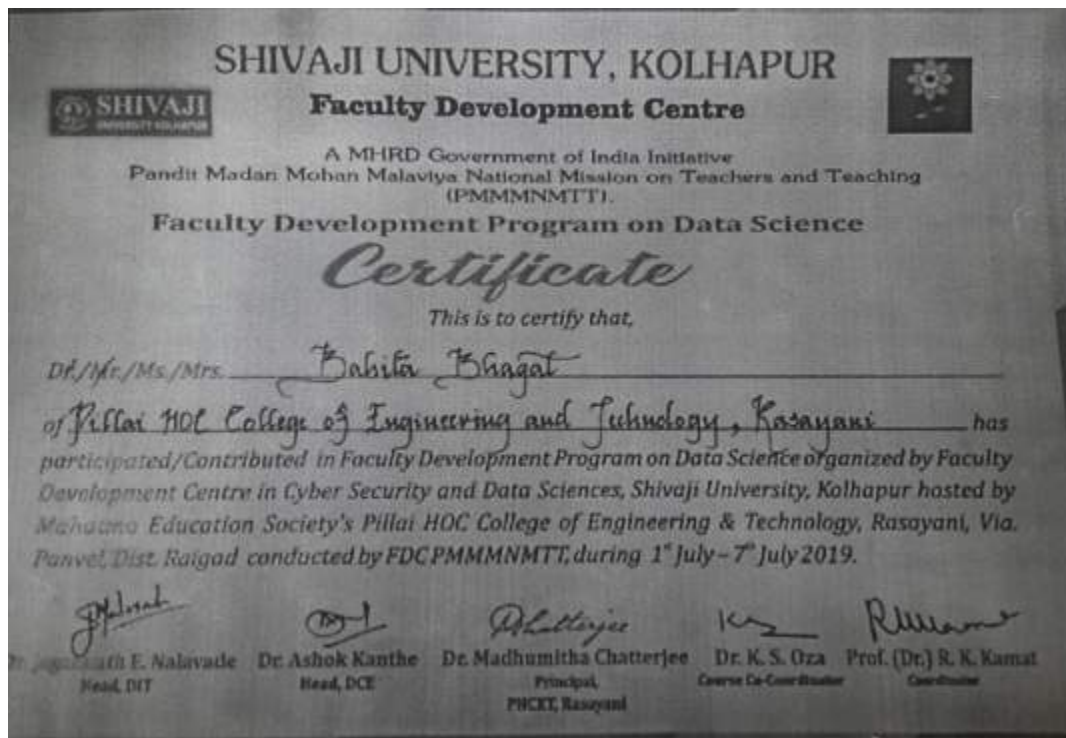 SHIVAJI UNIVERSITY, KOLHAPUR
SHIVAJI
UNIVERSITY KOLHAPUR
Faculty Development Centre
A MHRD Government of India Initiative
Pandit Madan Mohan Malaviya National Mission on Teachers and Teaching
(PMMMNMTT).
Faculty Development Program on Data Science
Certificate
This is to certify that,
Dr./Mr./Ms./Mrs. Babita Bhagat
of Pillai HOC College of Engineering and Technology, Rasayani has
participated/Contributed in Faculty Development Program on Data Science organized by Faculty
Development Centre in Cyber Security and Data Sciences, Shivaji University, Kolhapur hosted by
Education Society's Pillai HOC College of Engineering & Technology, Rasayani, Via.
Panvel, Dist. Raigad conducted by FDC PMMMNMTT, during 1st July – 7th July 2019.
E. Nalavade Dr. Ashok Kanthe Dr. Madhumitha Chatterjee Dr. K. S. Oza Prof. (Dr.) R. K. Kamat
Head, DIT Head, DCE Principal, Course Co-Coordinator Coordinator
PHCET, Rasayani